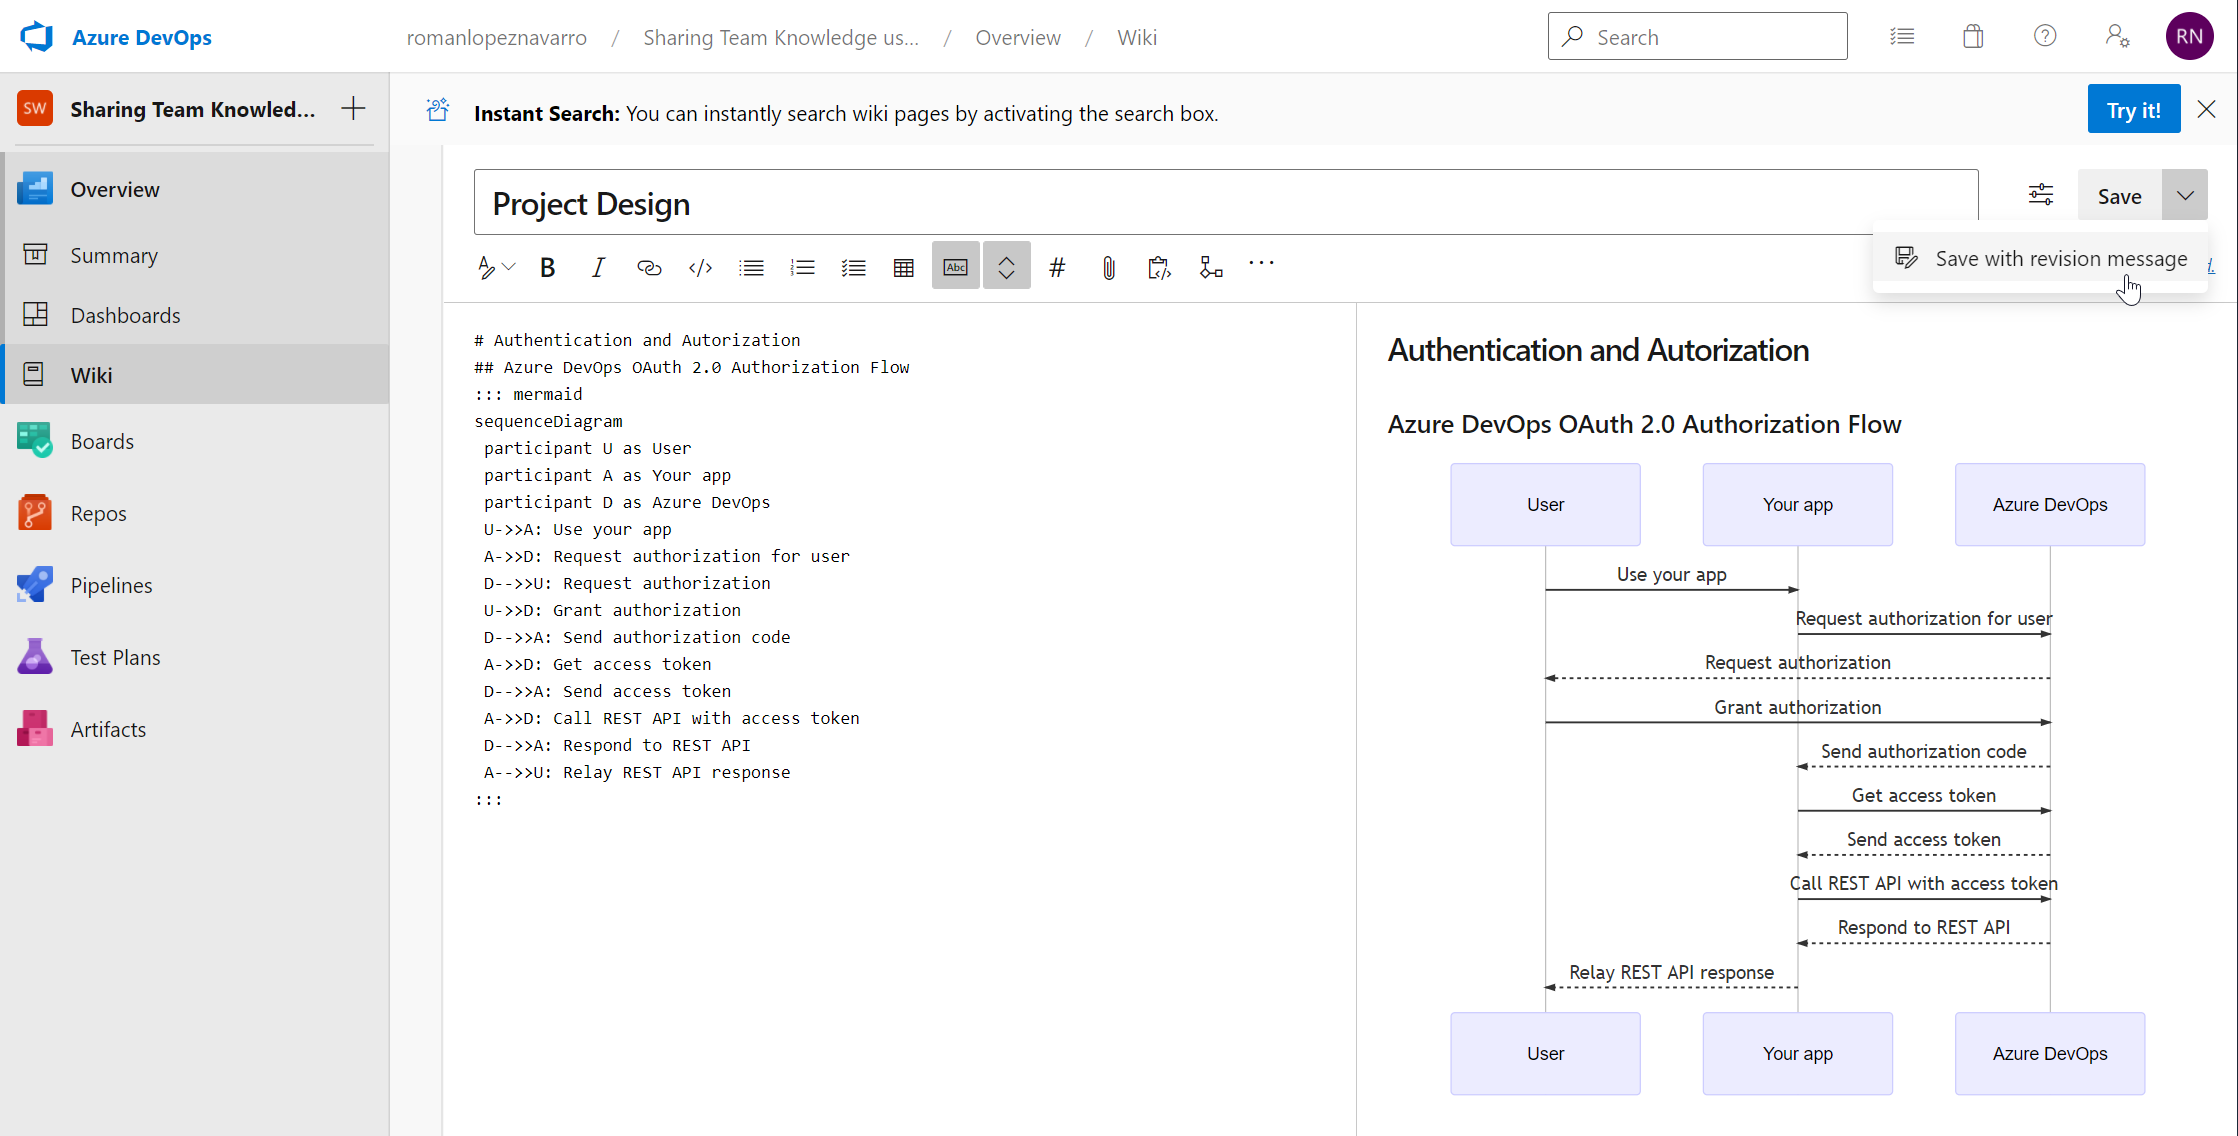 Azure DevOps
romanlopeznavarro / Sharing Team Knowledge us... / Overview / Wiki
Search
RN
SW Sharing Team Knowled...
Instant Search: You can instantly search wiki pages by activating the search box.
Try it!
Overview
Summary
Dashboards
Wiki
Boards
Repos
Pipelines
Test Plans
Artifacts
Project Design
Save
Save with revision message
B I </> Abc # ...
# Authentication and Autorization
## Azure DevOps OAuth 2.0 Authorization Flow
::: mermaid
sequenceDiagram
participant U as User
participant A as Your app
participant D as Azure DevOps
U->>A: Use your app
A->>D: Request authorization for user
D-->>U: Request authorization
U->>D: Grant authorization
D-->>A: Send authorization code
A->>D: Get access token
D-->>A: Send access token
A->>D: Call REST API with access token
D-->>A: Respond to REST API
A-->>U: Relay REST API response
:::
Authentication and Autorization
Azure DevOps OAuth 2.0 Authorization Flow
User
Your app
Azure DevOps
Use your app
Request authorization for user
Request authorization
Grant authorization
Send authorization code
Get access token
Send access token
Call REST API with access token
Respond to REST API
Relay REST API response
User
Your app
Azure DevOps